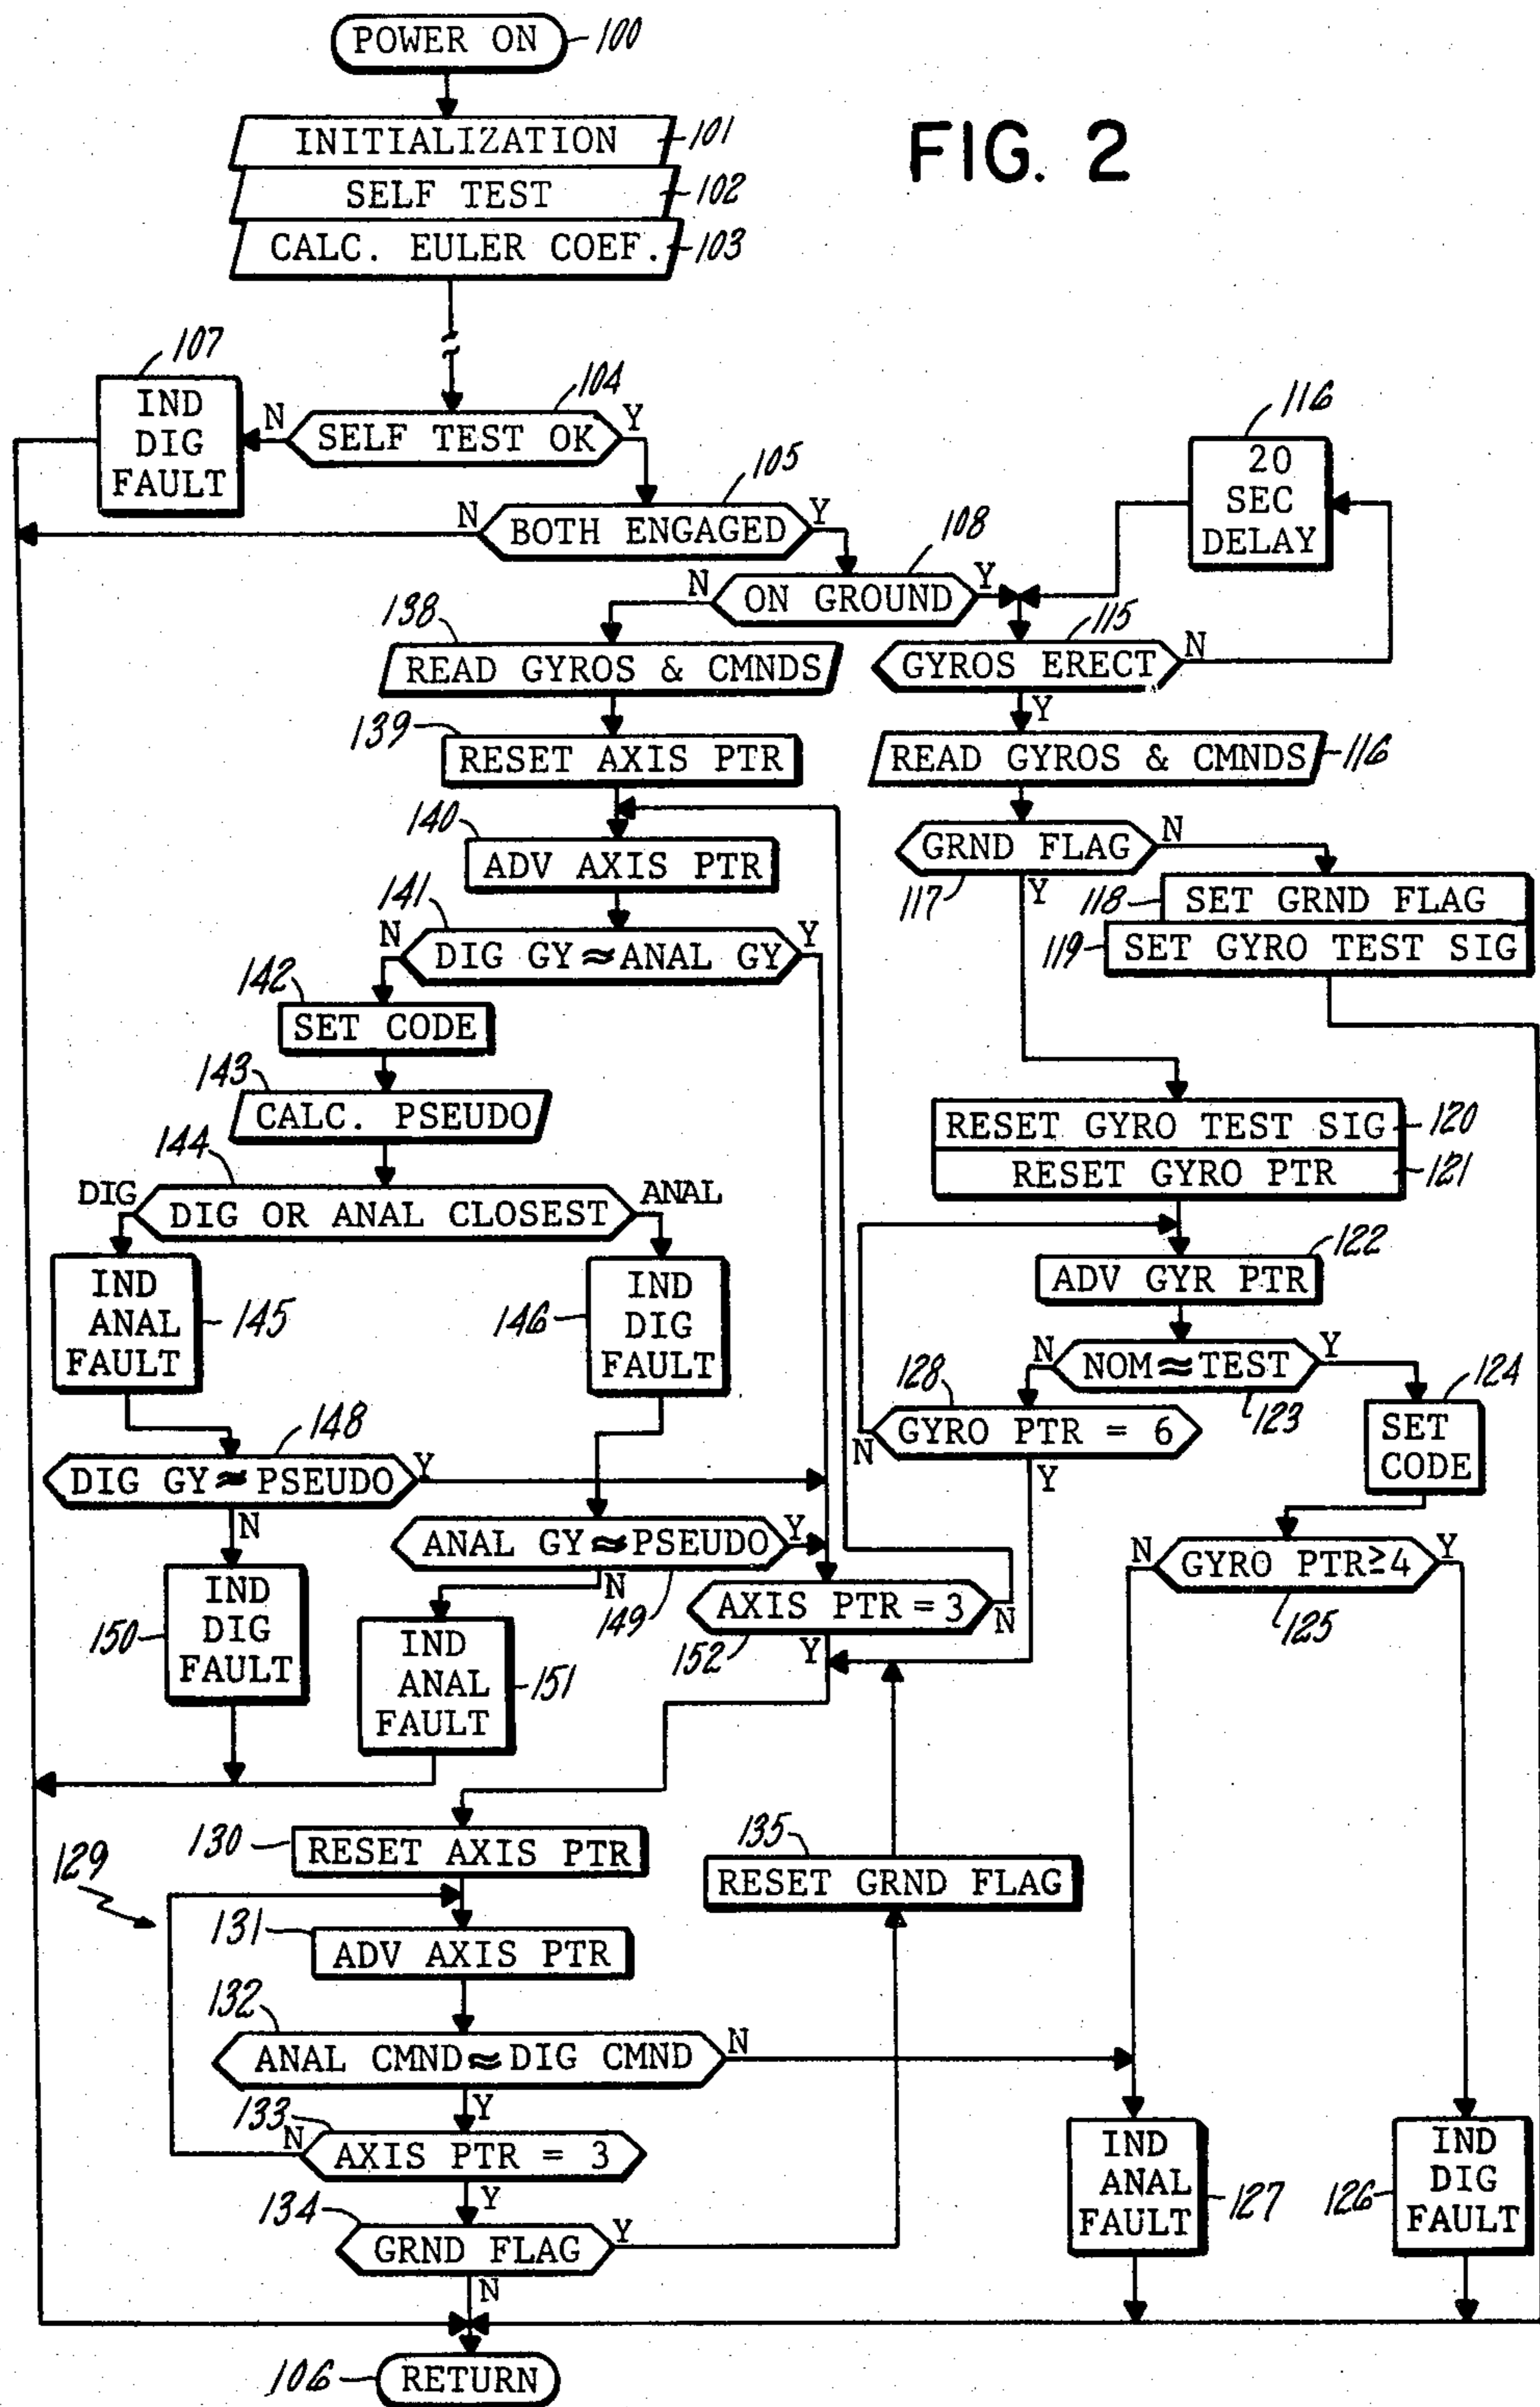 FIG. 2
POWER ON
100
INITIALIZATION
101
SELF TEST
102
CALC. EULER COEF.
103
107
IND
DIG
FAULT
N
SELF TEST OK
Y
104
N
BOTH ENGAGED
Y
105
116
20
SEC
DELAY
N
ON GROUND
Y
108
138
READ GYROS & CMNDS
GYROS ERECT
115
N
Y
139
RESET AXIS PTR
READ GYROS & CMNDS
116
140
ADV AXIS PTR
GRND FLAG
N
117
Y
118
SET GRND FLAG
119
SET GYRO TEST SIG
141
N
DIG GY≈ANAL GY
Y
142
SET CODE
143
CALC. PSEUDO
RESET GYRO TEST SIG
120
RESET GYRO PTR
121
144
DIG
DIG OR ANAL CLOSEST
ANAL
IND
ANAL
FAULT
145
146
IND
DIG
FAULT
122
ADV GYR PTR
N
NOM≈TEST
Y
123
124
SET
CODE
128
GYRO PTR = 6
N
Y
148
DIG GY≈PSEUDO
Y
N
ANAL GY≈PSEUDO
Y
N
149
N
GYRO PTR≥4
Y
125
150
IND
DIG
FAULT
IND
ANAL
FAULT
151
AXIS PTR=3
N
152
Y
130
RESET AXIS PTR
135
RESET GRND FLAG
129
131
ADV AXIS PTR
132
ANAL CMND≈DIG CMND
N
Y
133
N
AXIS PTR = 3
Y
134
GRND FLAG
Y
N
IND
ANAL
FAULT
127
126
IND
DIG
FAULT
106
RETURN